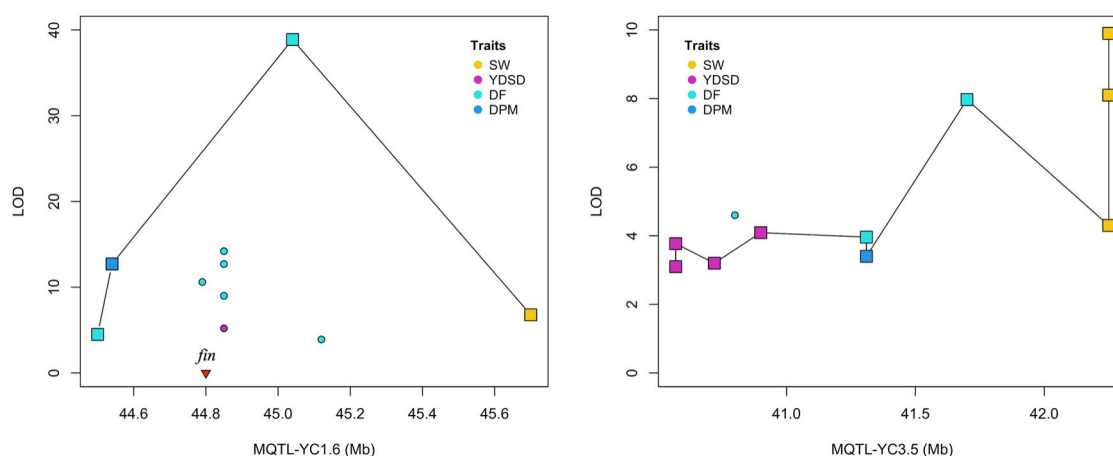 40
30
20
10
0
LOD
Traits
SW
YDSD
DF
DPM
fin
44.6 44.8 45.0 45.2 45.4 45.6
MQTL-YC1.6 (Mb)
10
8
6
4
2
0
LOD
Traits
SW
YDSD
DF
DPM
41.0 41.5 42.0
MQTL-YC3.5 (Mb)